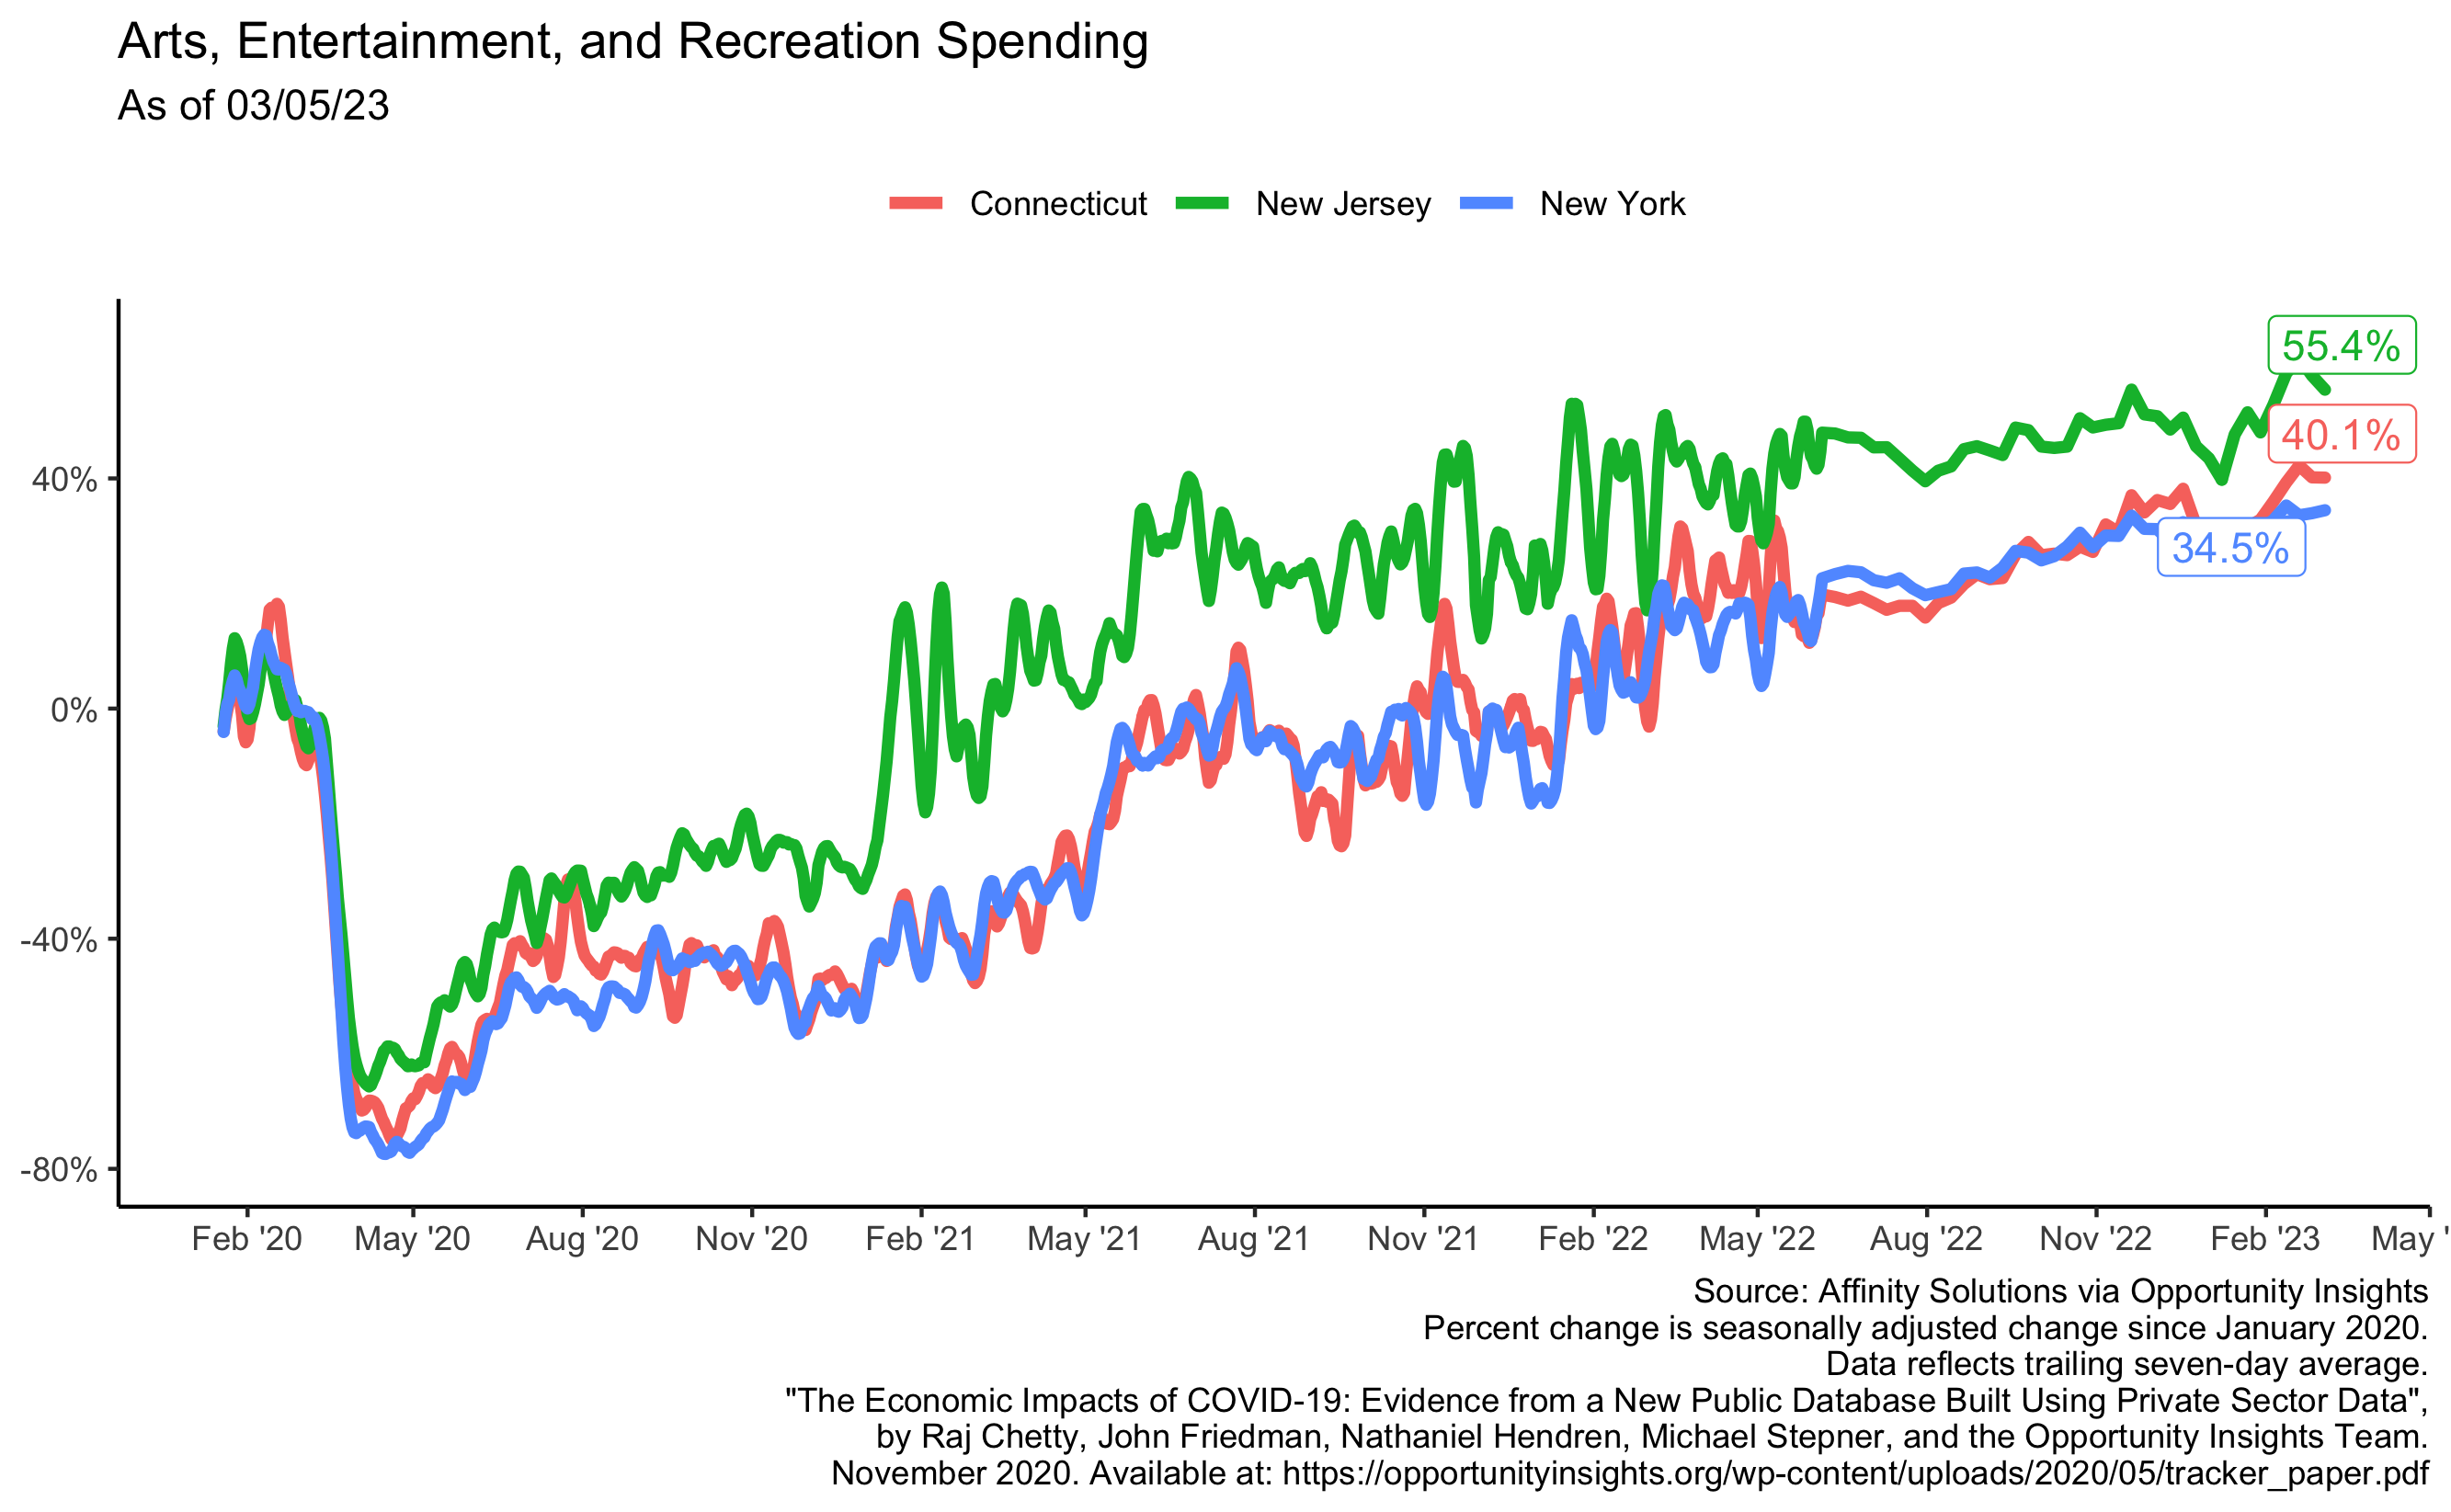 Arts, Entertainment, and Recreation Spending
As of 03/05/23
Connecticut New Jersey New York
55.4%
40.1%
34.5%
40%
0%
-40%
-80%
Feb '20 May '20 Aug '20 Nov '20 Feb '21 May '21 Aug '21 Nov '21 Feb '22 May '22 Aug '22 Nov '22 Feb '23 May '
Source: Affinity Solutions via Opportunity Insights
Percent change is seasonally adjusted change since January 2020.
Data reflects trailing seven-day average.
"The Economic Impacts of COVID-19: Evidence from a New Public Database Built Using Private Sector Data",
by Raj Chetty, John Friedman, Nathaniel Hendren, Michael Stepner, and the Opportunity Insights Team.
November 2020. Available at: https://opportunityinsights.org/wp-content/uploads/2020/05/tracker_paper.pdf